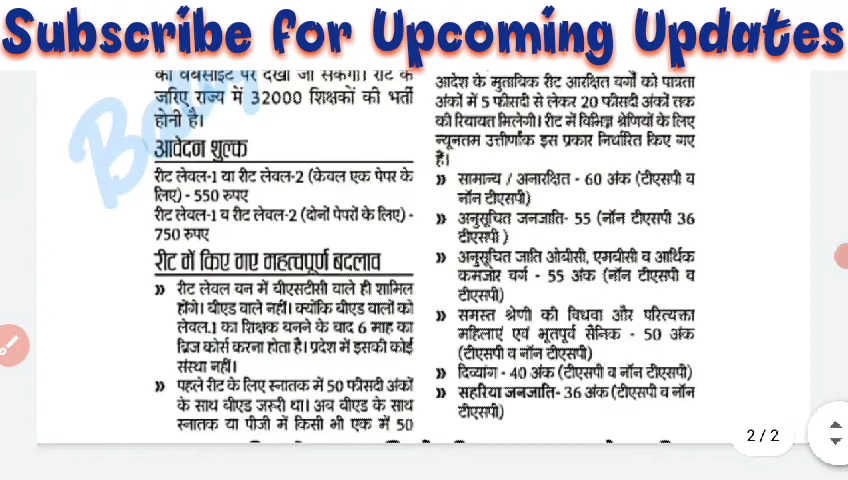 Subscribe for Upcoming Updates
की वेबसाइट पर देखी जा सकेगी। रीट के
जरिए राज्य में 32000 शिक्षकों की भर्ती
होनी है।
आवेदन शुल्क
रीट लेवल-1 या रीट लेवल-2 (केवल एक पेपर के
लिए) - 550 रुपए
रीट लेवल-1 व रीट लेवल-2 (दोनों पेपरों के लिए) -
750 रुपए
रीट में किए गए महत्वपूर्ण बदलाव
» रीट लेवल वन में बीएसटीसी वाले ही शामिल
होंगे। बीएड वाले नहीं। क्योंकि बीएड वालों को
लेवल.1 का शिक्षक बनने के बाद 6 माह का
ब्रिज कोर्स करना होता है। प्रदेश में इसकी कोई
संस्था नहीं।
» पहले रीट के लिए स्नातक में 50 फीसदी अंकों
के साथ बीएड जरूरी था। अब बीएड के साथ
स्नातक या पीजी में किसी भी एक में 50
आदेश के मुताबिक रीट आरक्षित वर्गों को पात्रता
अंकों में 5 फीसदी से लेकर 20 फीसदी अंकों तक
की रियायत मिलेगी। रीट में विभिन्न श्रेणियों के लिए
न्यूनतम उत्तीर्णांक इस प्रकार निर्धारित किए गए
हैं।
» सामान्य / अनारक्षित - 60 अंक (टीएसपी व
नॉन टीएसपी)
» अनुसूचित जनजाति- 55 (नॉन टीएसपी 36
टीएसपी )
» अनुसूचित जाति ओबीसी, एमबीसी व आर्थिक
कमजोर वर्ग - 55 अंक (नॉन टीएसपी व
टीएसपी)
» समस्त श्रेणी की विधवा और परित्यक्ता
महिलाएं एवं भूतपूर्व सैनिक - 50 अंक
(टीएसपी व नॉन टीएसपी)
» दिव्यांग - 40 अंक (टीएसपी व नॉन टीएसपी)
» सहरिया जनजाति- 36 अंक (टीएसपी व नॉन
टीएसपी)
2 / 2